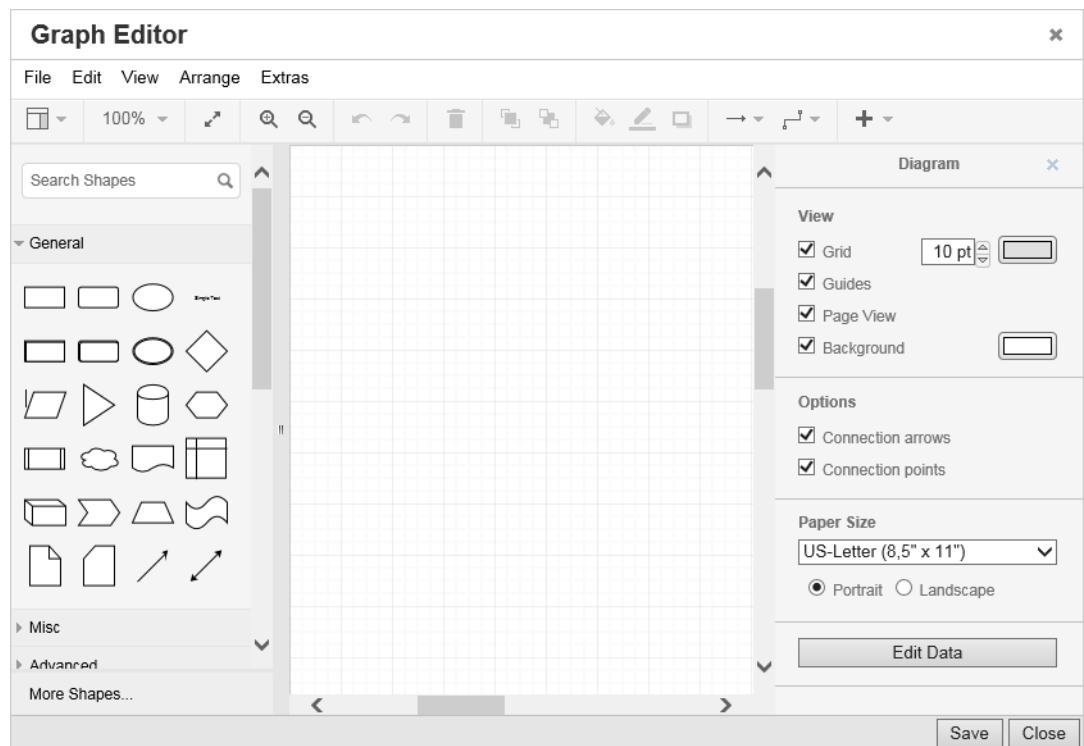 Graph Editor
File Edit View Arrange Extras
100%
Search Shapes
General
Simple Text
Misc
Advanced
More Shapes...
Diagram
View
Grid 10 pt
Guides
Page View
Background
Options
Connection arrows
Connection points
Paper Size
US-Letter (8,5" x 11")
Portrait Landscape
Edit Data
Save Close